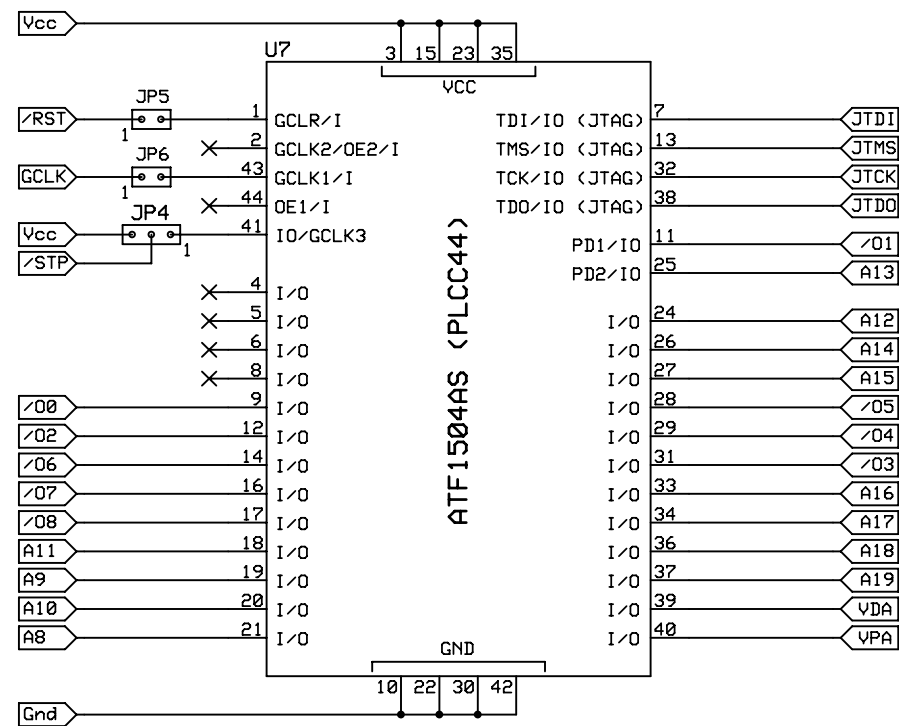 Vcc
U7
3 15 23 35
VCC
/RST
JP5
1
1
GCLR/I
TDI/IO (JTAG)
7
JTDI
2
GCLK2/OE2/I
TMS/IO (JTAG)
13
JTMS
GCLK
JP6
1
43
GCLK1/I
TCK/IO (JTAG)
32
JTCK
44
OE1/I
TDO/IO (JTAG)
38
JTDO
Vcc
JP4
1
41
IO/GCLK3
PD1/IO
11
/O1
/STP
PD2/IO
25
A13
4
I/O
5
I/O
I/O
24
A12
6
I/O
I/O
26
A14
8
I/O
I/O
27
A15
/O0
9
I/O
I/O
28
/O5
/O2
12
I/O
I/O
29
/O4
/O6
14
I/O
I/O
31
/O3
/O7
16
I/O
I/O
33
A16
/O8
17
I/O
I/O
34
A17
A11
18
I/O
I/O
36
A18
A9
19
I/O
I/O
37
A19
A10
20
I/O
I/O
39
VDA
A8
21
I/O
I/O
40
VPA
ATF1504AS (PLCC44)
GND
10 22 30 42
Gnd